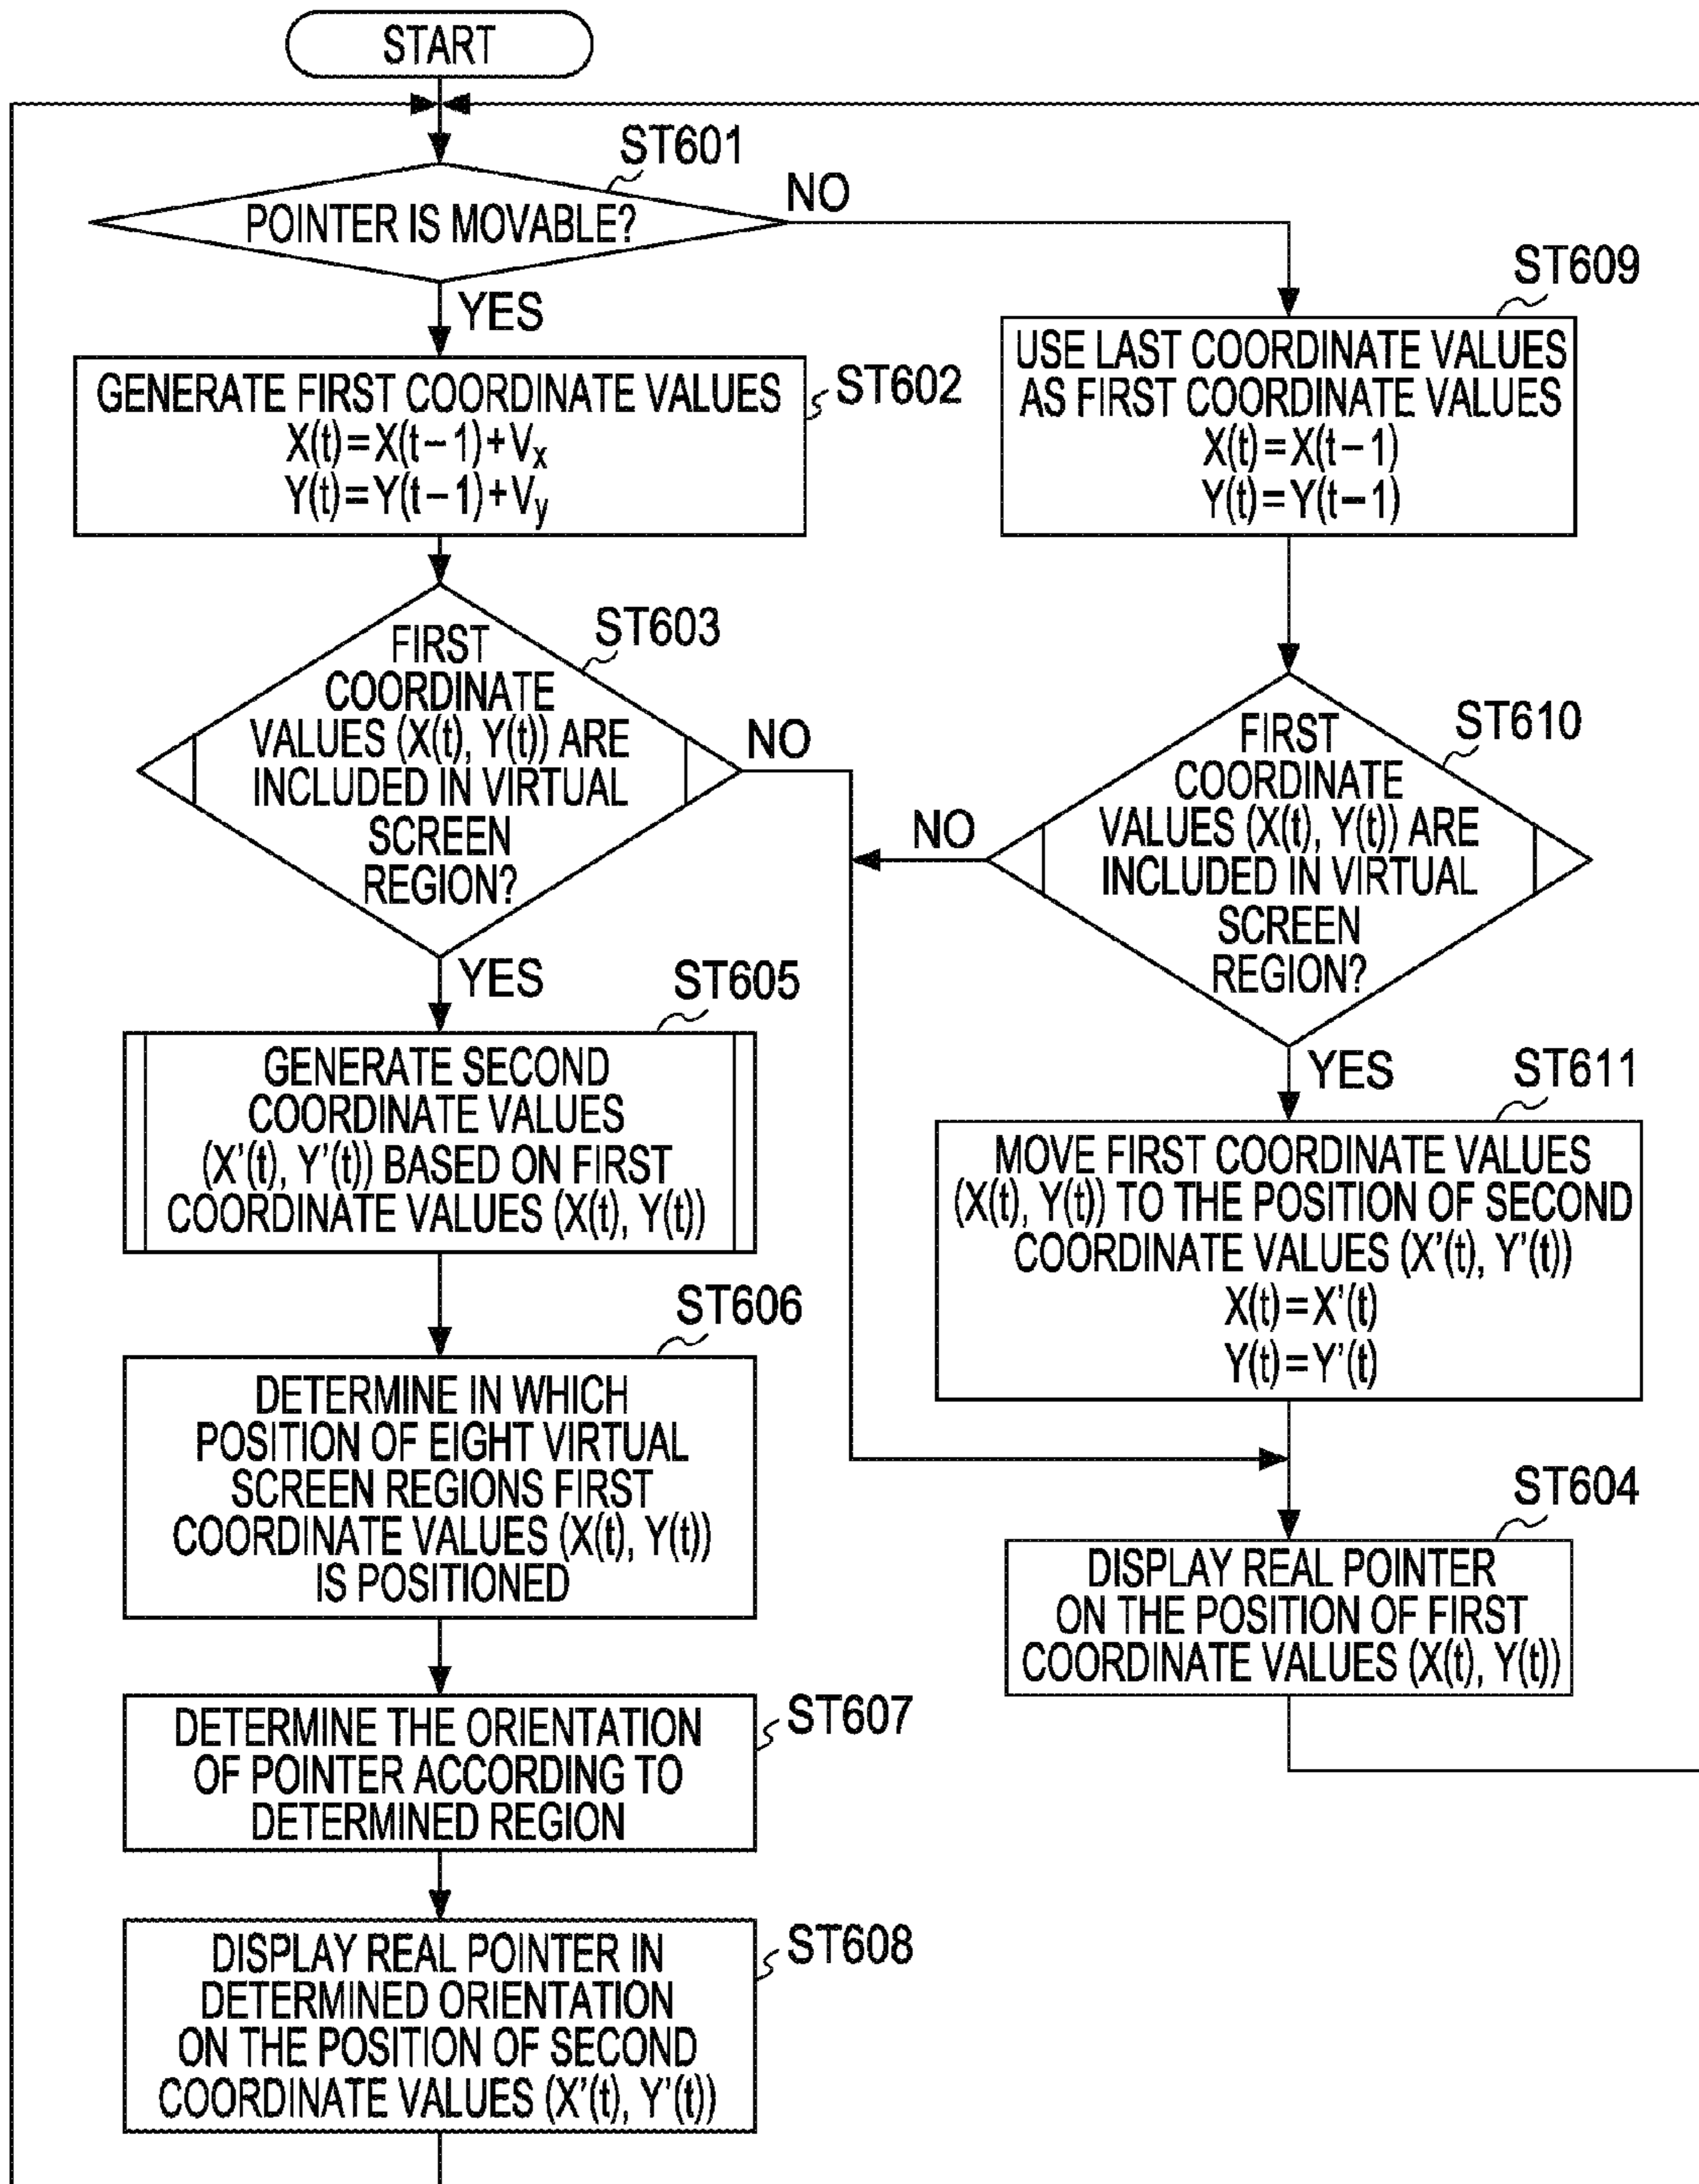 START
ST601
POINTER IS MOVABLE?
NO
YES
ST602
GENERATE FIRST COORDINATE VALUES
X(t)=X(t−1)+Vx
Y(t)=Y(t−1)+Vy
ST603
FIRST
COORDINATE
VALUES (X(t), Y(t)) ARE
INCLUDED IN VIRTUAL
SCREEN
REGION?
NO
YES
ST605
GENERATE SECOND
COORDINATE VALUES
(X'(t), Y'(t)) BASED ON FIRST
COORDINATE VALUES (X(t), Y(t))
ST606
DETERMINE IN WHICH
POSITION OF EIGHT VIRTUAL
SCREEN REGIONS FIRST
COORDINATE VALUES (X(t), Y(t))
IS POSITIONED
ST607
DETERMINE THE ORIENTATION
OF POINTER ACCORDING TO
DETERMINED REGION
ST608
DISPLAY REAL POINTER IN
DETERMINED ORIENTATION
ON THE POSITION OF SECOND
COORDINATE VALUES (X'(t), Y'(t))
ST609
USE LAST COORDINATE VALUES
AS FIRST COORDINATE VALUES
X(t)=X(t−1)
Y(t)=Y(t−1)
ST610
FIRST
COORDINATE
VALUES (X(t), Y(t)) ARE
INCLUDED IN VIRTUAL
SCREEN
REGION?
NO
YES
ST611
MOVE FIRST COORDINATE VALUES
(X(t), Y(t)) TO THE POSITION OF SECOND
COORDINATE VALUES (X'(t), Y'(t))
X(t)=X'(t)
Y(t)=Y'(t)
ST604
DISPLAY REAL POINTER
ON THE POSITION OF FIRST
COORDINATE VALUES (X(t), Y(t))